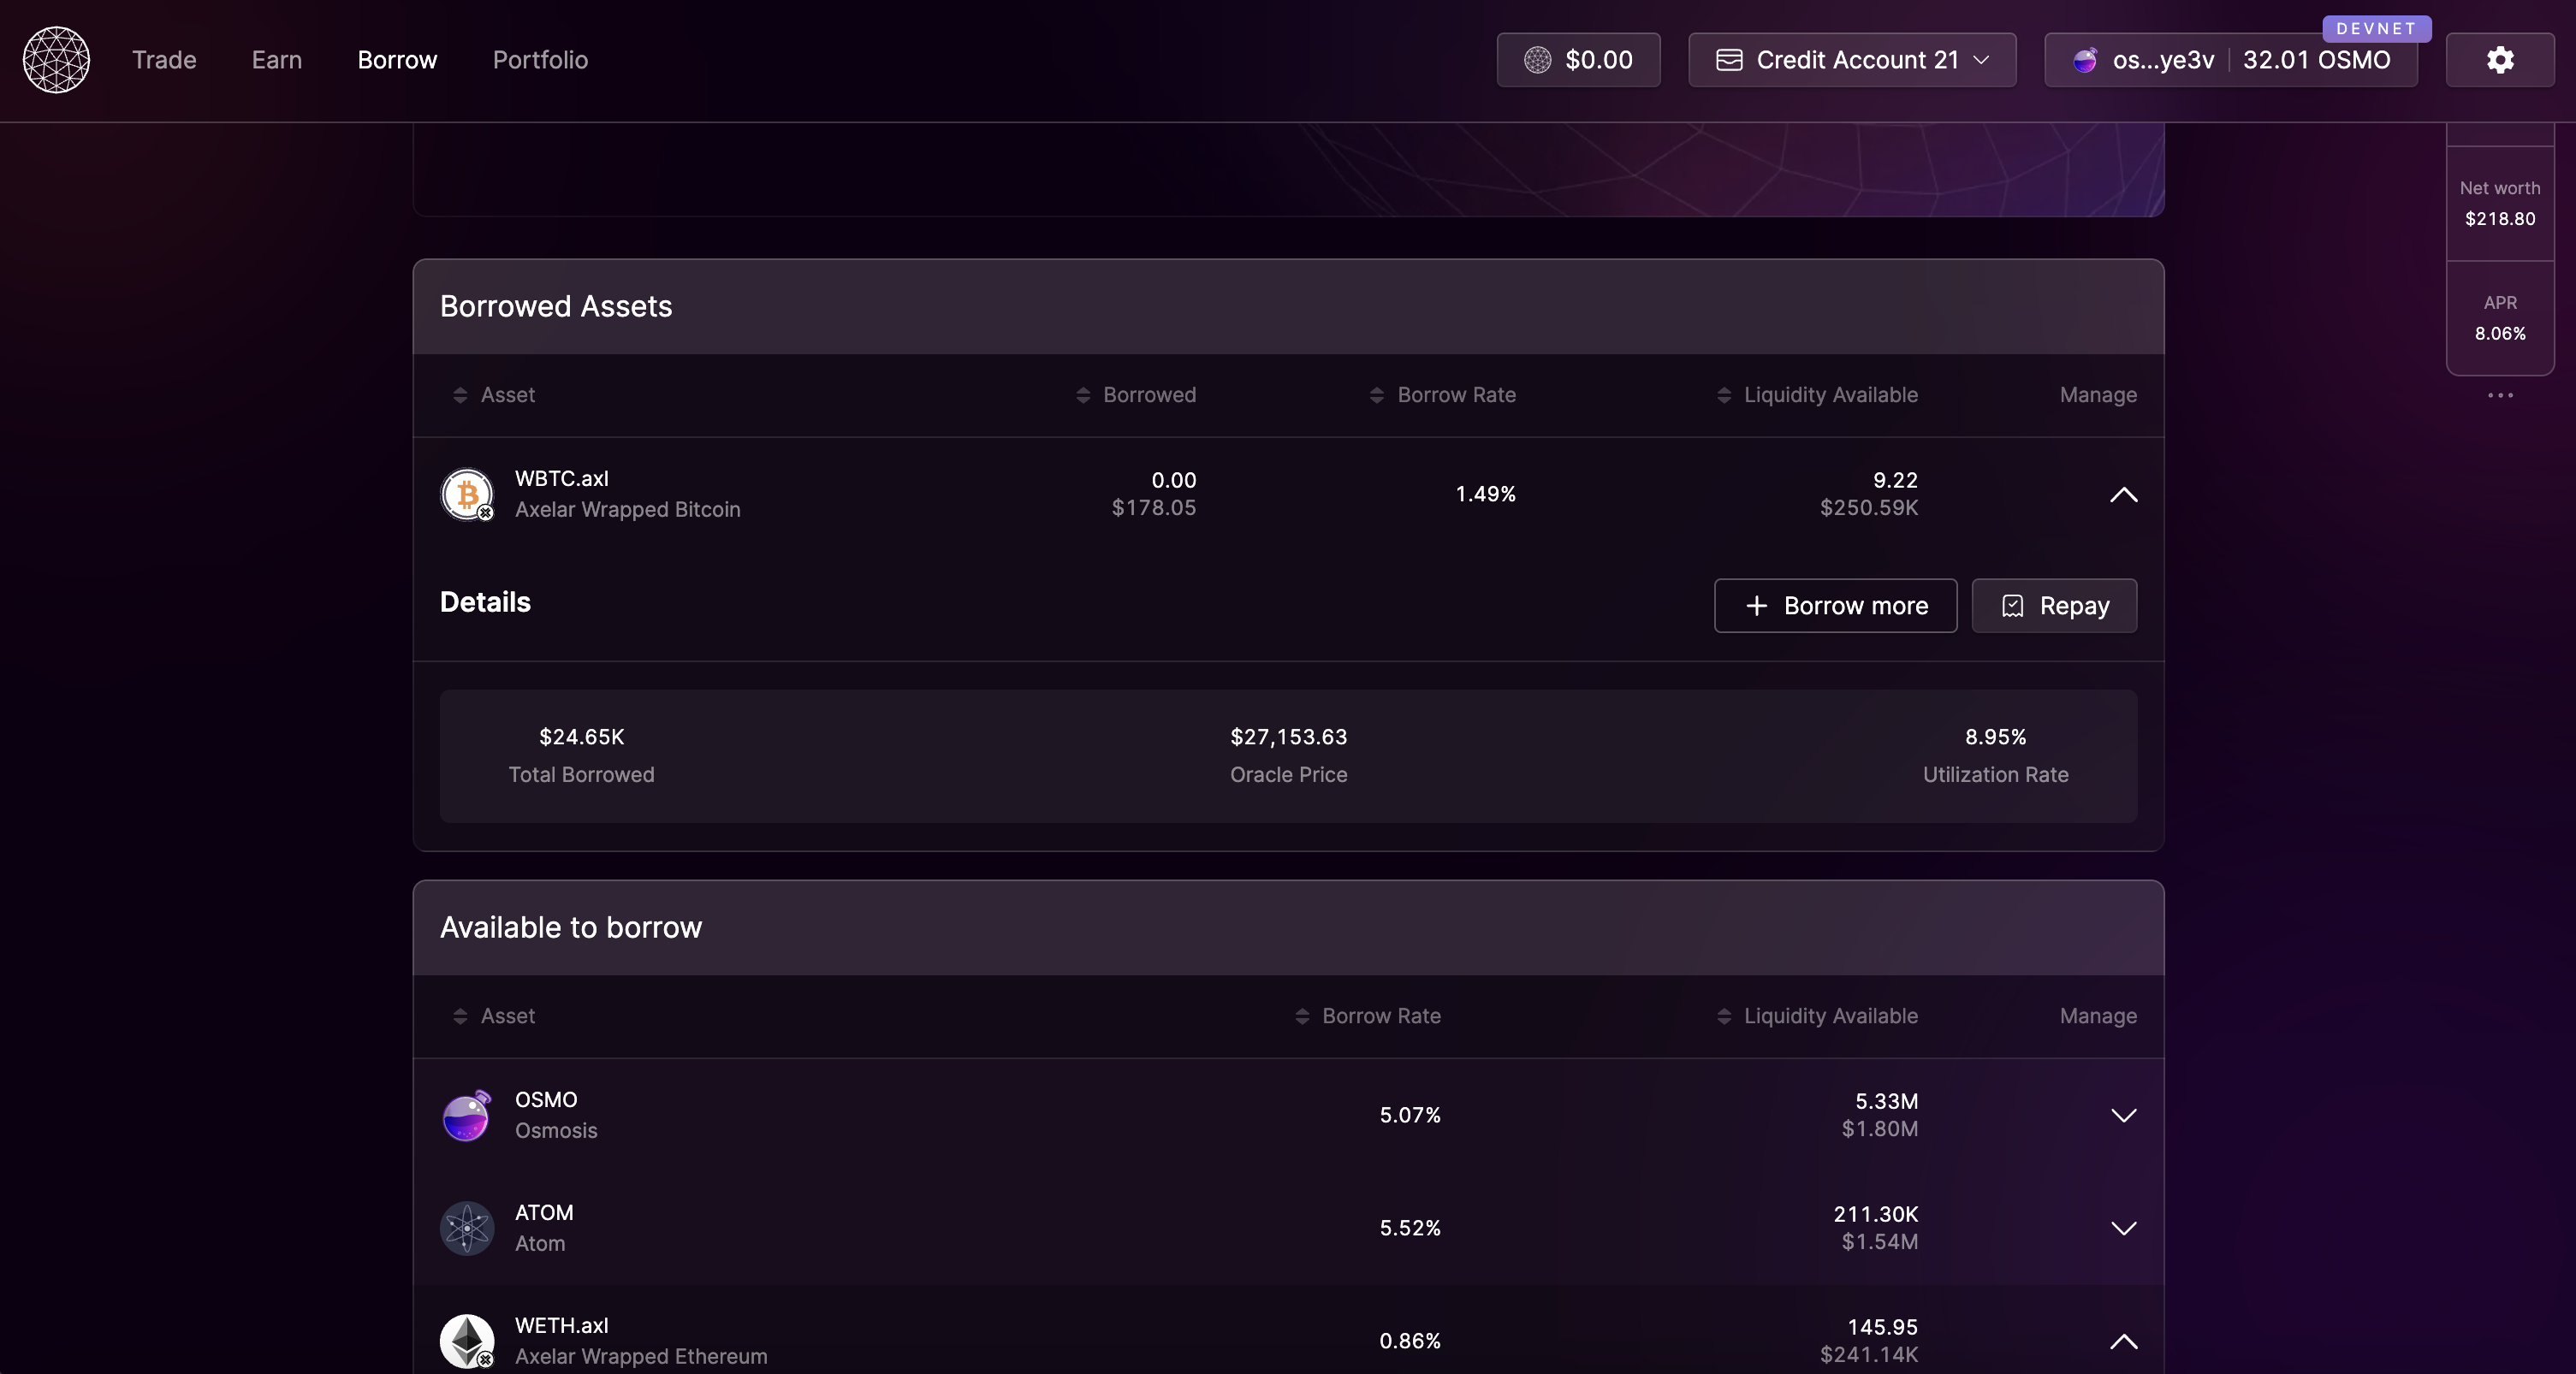 DEVNET
Trade
Earn
Borrow
Portfolio
$0.00
Credit Account 21
os...ye3v
32.01 OSMO
Net worth
$218.80
APR
8.06%
Borrowed Assets
Asset
Borrowed
Borrow Rate
Liquidity Available
Manage
WBTC.axl
Axelar Wrapped Bitcoin
0.00
$178.05
1.49%
9.22
$250.59K
Details
Borrow more
Repay
$24.65K
Total Borrowed
$27,153.63
Oracle Price
8.95%
Utilization Rate
Available to borrow
Asset
Borrow Rate
Liquidity Available
Manage
OSMO
Osmosis
5.07%
5.33M
$1.80M
ATOM
Atom
5.52%
211.30K
$1.54M
WETH.axl
Axelar Wrapped Ethereum
0.86%
145.95
$241.14K